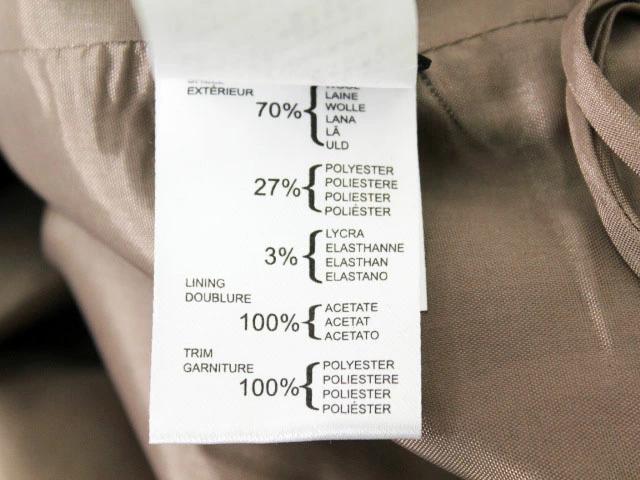 EXTÉRIEUR
70%
LAINE
WOLLE
LANA
LÃ
ULD
27%
POLYESTER
POLIESTERE
POLIESTER
POLIÉSTER
3%
LYCRA
ELASTHANNE
ELASTHAN
ELASTANO
LINING
DOUBLURE
100%
ACETATE
ACETAT
ACETATO
TRIM
GARNITURE
100%
POLYESTER
POLIESTERE
POLIESTER
POLIÉSTER